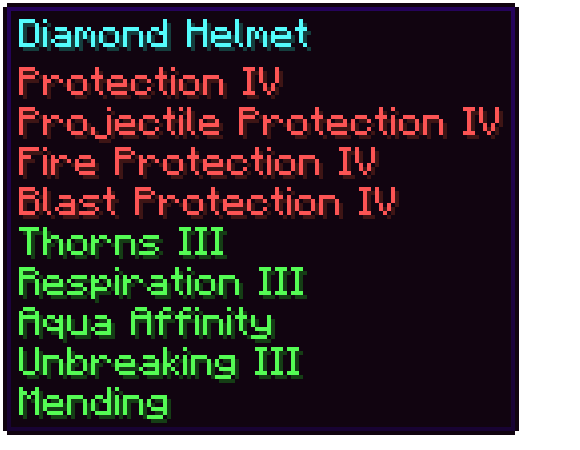 Diamond Helmet
Protection IV
Projectile Protection IV
Fire Protection IV
Blast Protection IV
Thorns III
Respiration III
Aqua Affinity
Unbreaking III
Mending